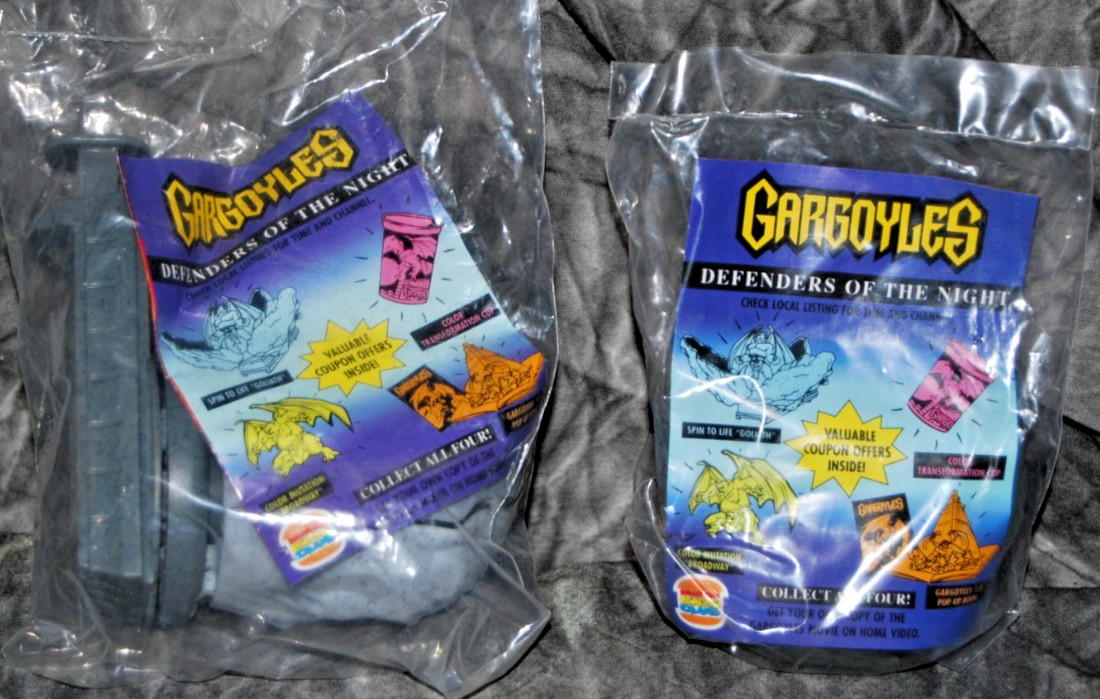 GARGOYLES
DEFENDERS OF THE NIGHT
CHECK LOCAL LISTING FOR TIME AND CHANNEL.
COLOR
TRANSFORMATION CUP
VALUABLE
COUPON OFFERS
INSIDE!
SPIN TO LIFE "GOLIATH"
GARGOYLES
COLLECT ALL FOUR!
YOUR OWN COPY OF THE
MOVIE ON HOME
COLOR MUTATION
BROADWAY"
GARGOYLES
DEFENDERS OF THE NIGHT
CHECK LOCAL LISTING FOR TIME AND CHANN
SPIN TO LIFE "GOLIATH"
VALUABLE
COUPON OFFERS
INSIDE!
COLOR
TRANSFORMATION CUP
GARGOYLES
COLOR MUTATION
BROADWAY"
GARGOYLES
POP-UP BOOK
COLLECT ALL FOUR!
GET YOUR OWN COPY OF THE
GARGOYLES MOVIE ON HOME VIDEO.